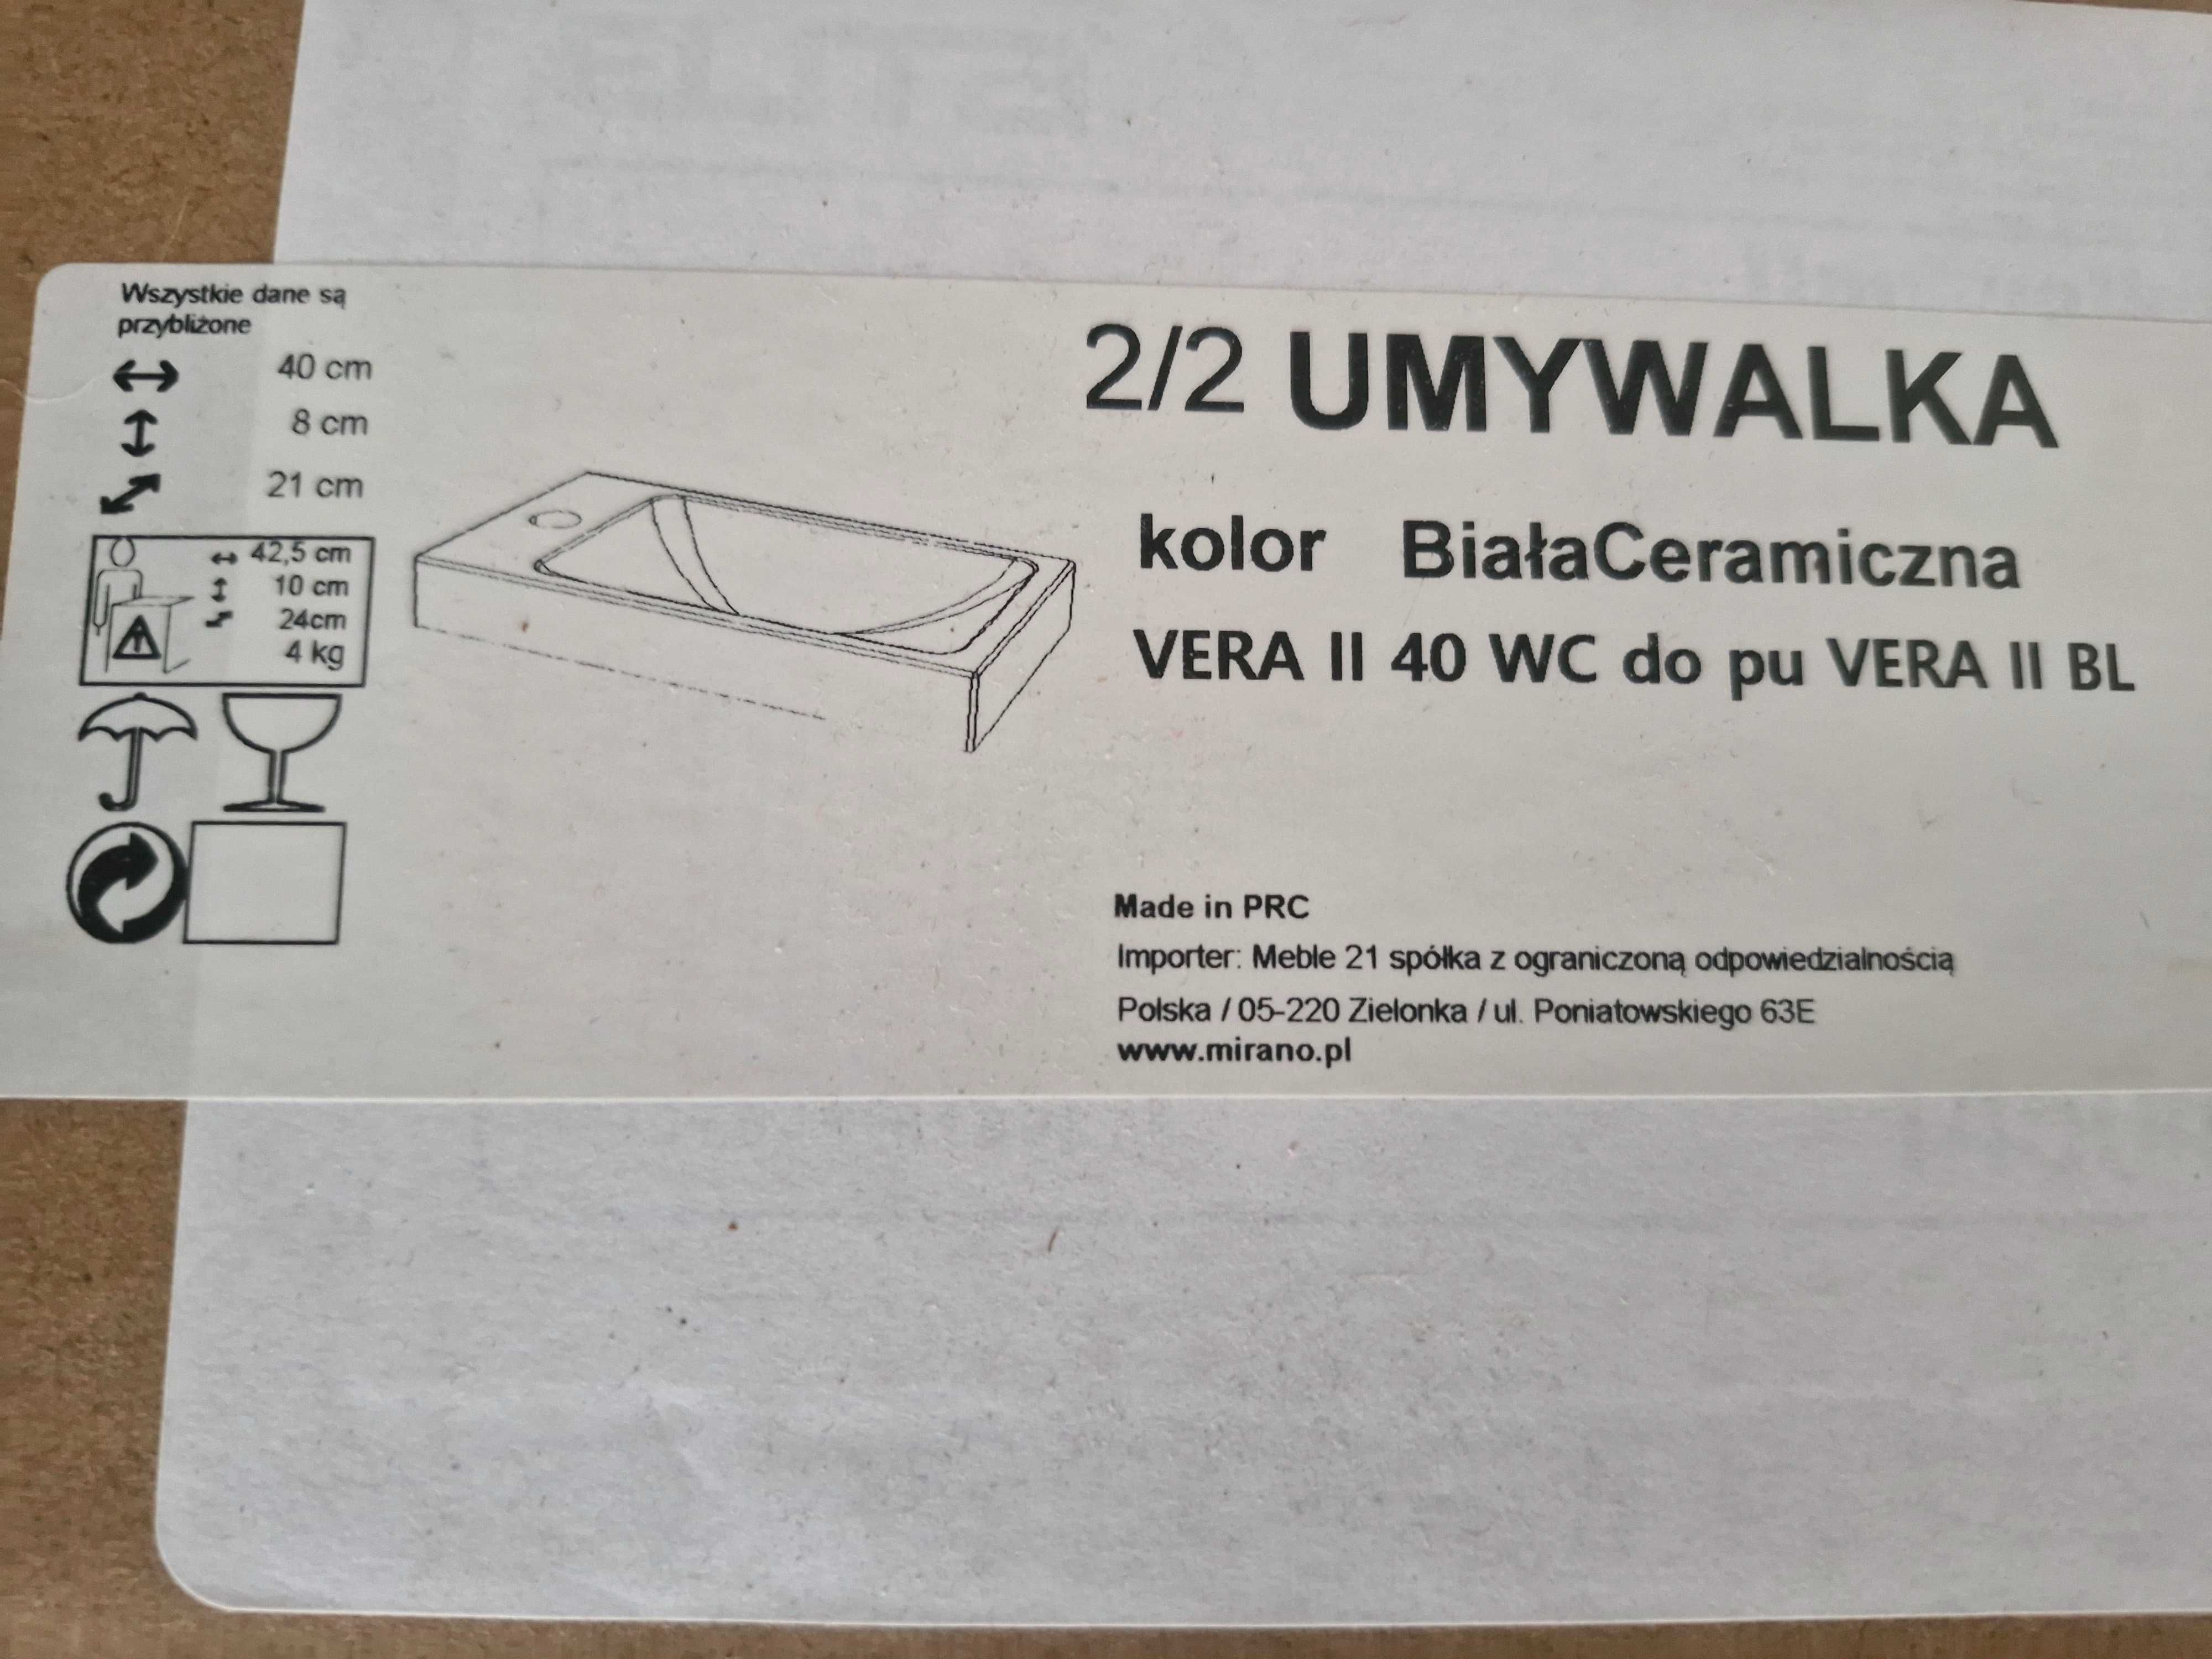 Wszystkie dane są
przybliżone
40 cm
8 cm
21 cm
42,5 cm
10 cm
24cm
4 kg
2/2 UMYWALKA
kolor BiałaCeramiczna
VERA II 40 WC do pu VERA II BL
Made in PRC
Importer: Meble 21 spółka z ograniczoną odpowiedzialnością
Polska / 05-220 Zielonka / ul. Poniatowskiego 63E
www.mirano.pl